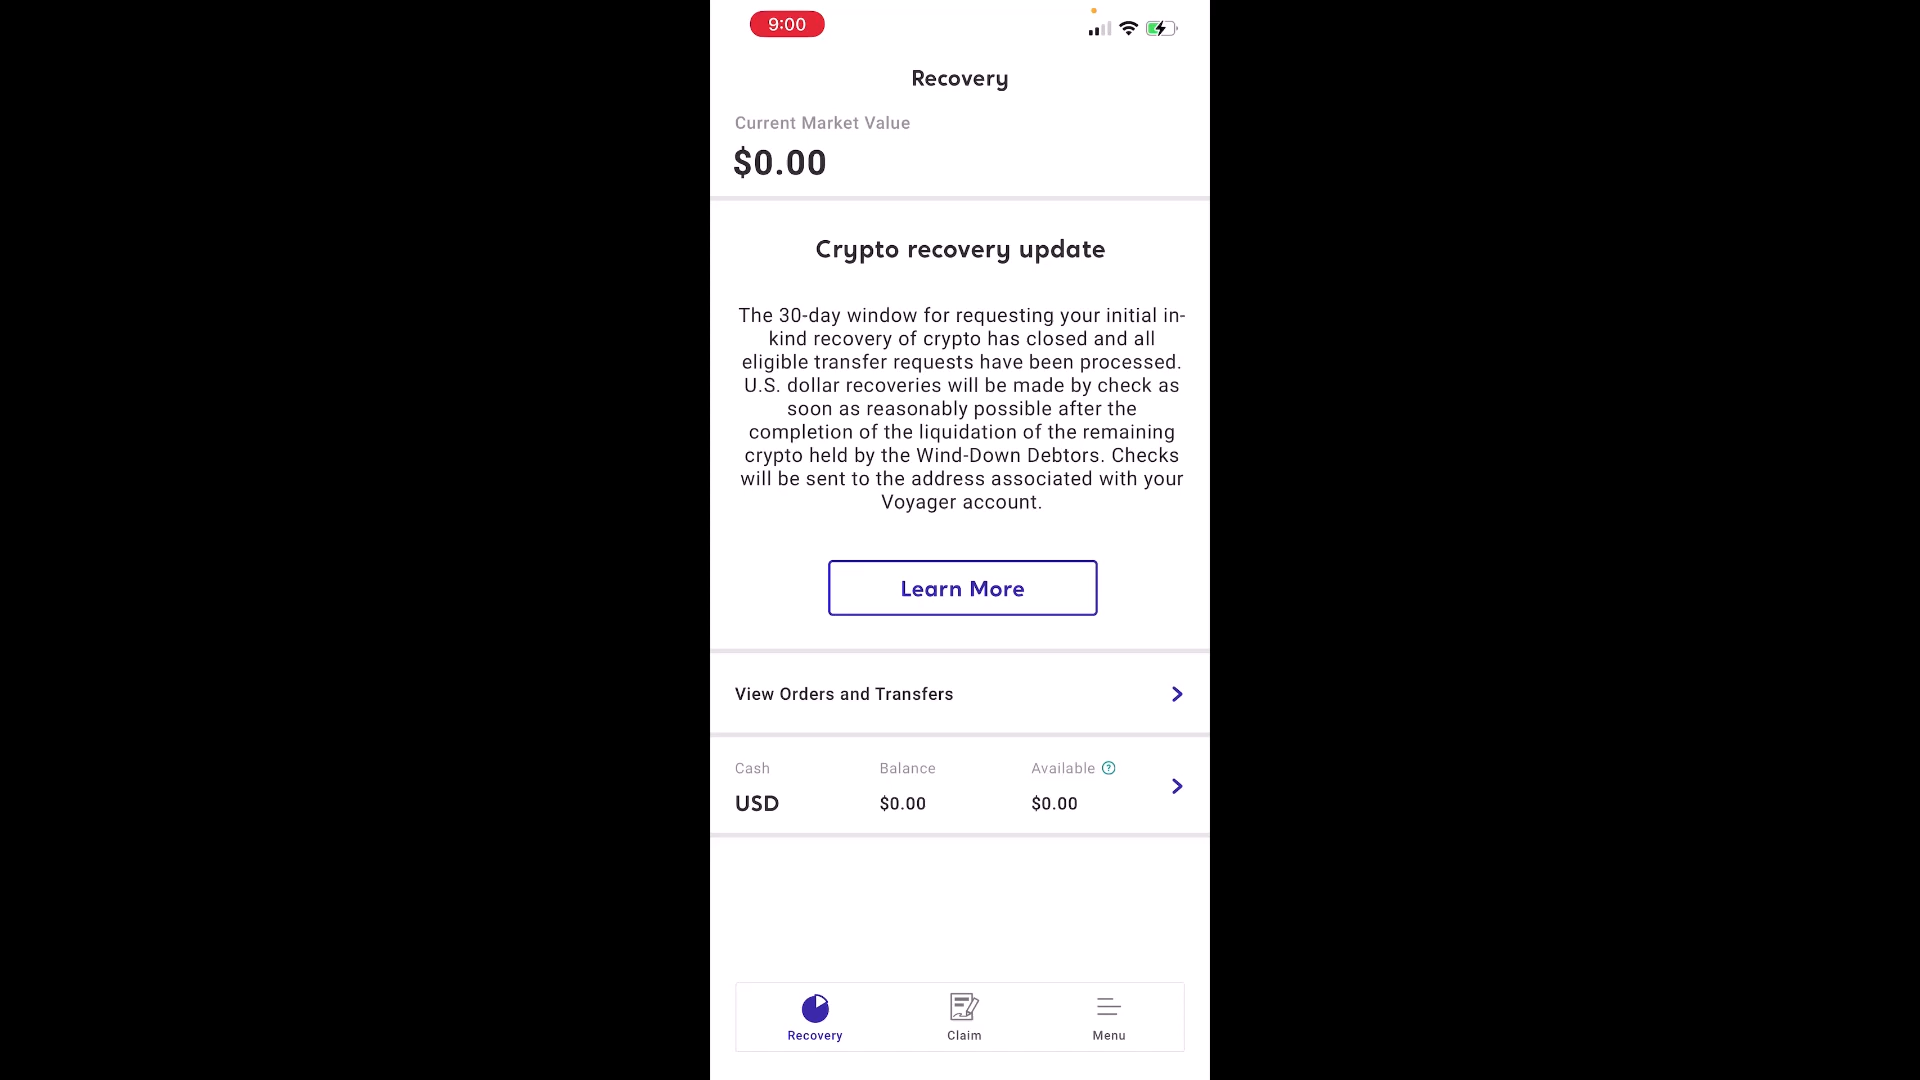 9:00
Recovery
Current Market Value
$0.00
Crypto recovery update
The 30-day window for requesting your initial in-
kind recovery of crypto has closed and all
eligible transfer requests have been processed.
U.S. dollar recoveries will be made by check as
soon as reasonably possible after the
completion of the liquidation of the remaining
crypto held by the Wind-Down Debtors. Checks
will be sent to the address associated with your
Voyager account.
Learn More
View Orders and Transfers
Cash Balance Available ?
USD $0.00 $0.00
Recovery Claim Menu